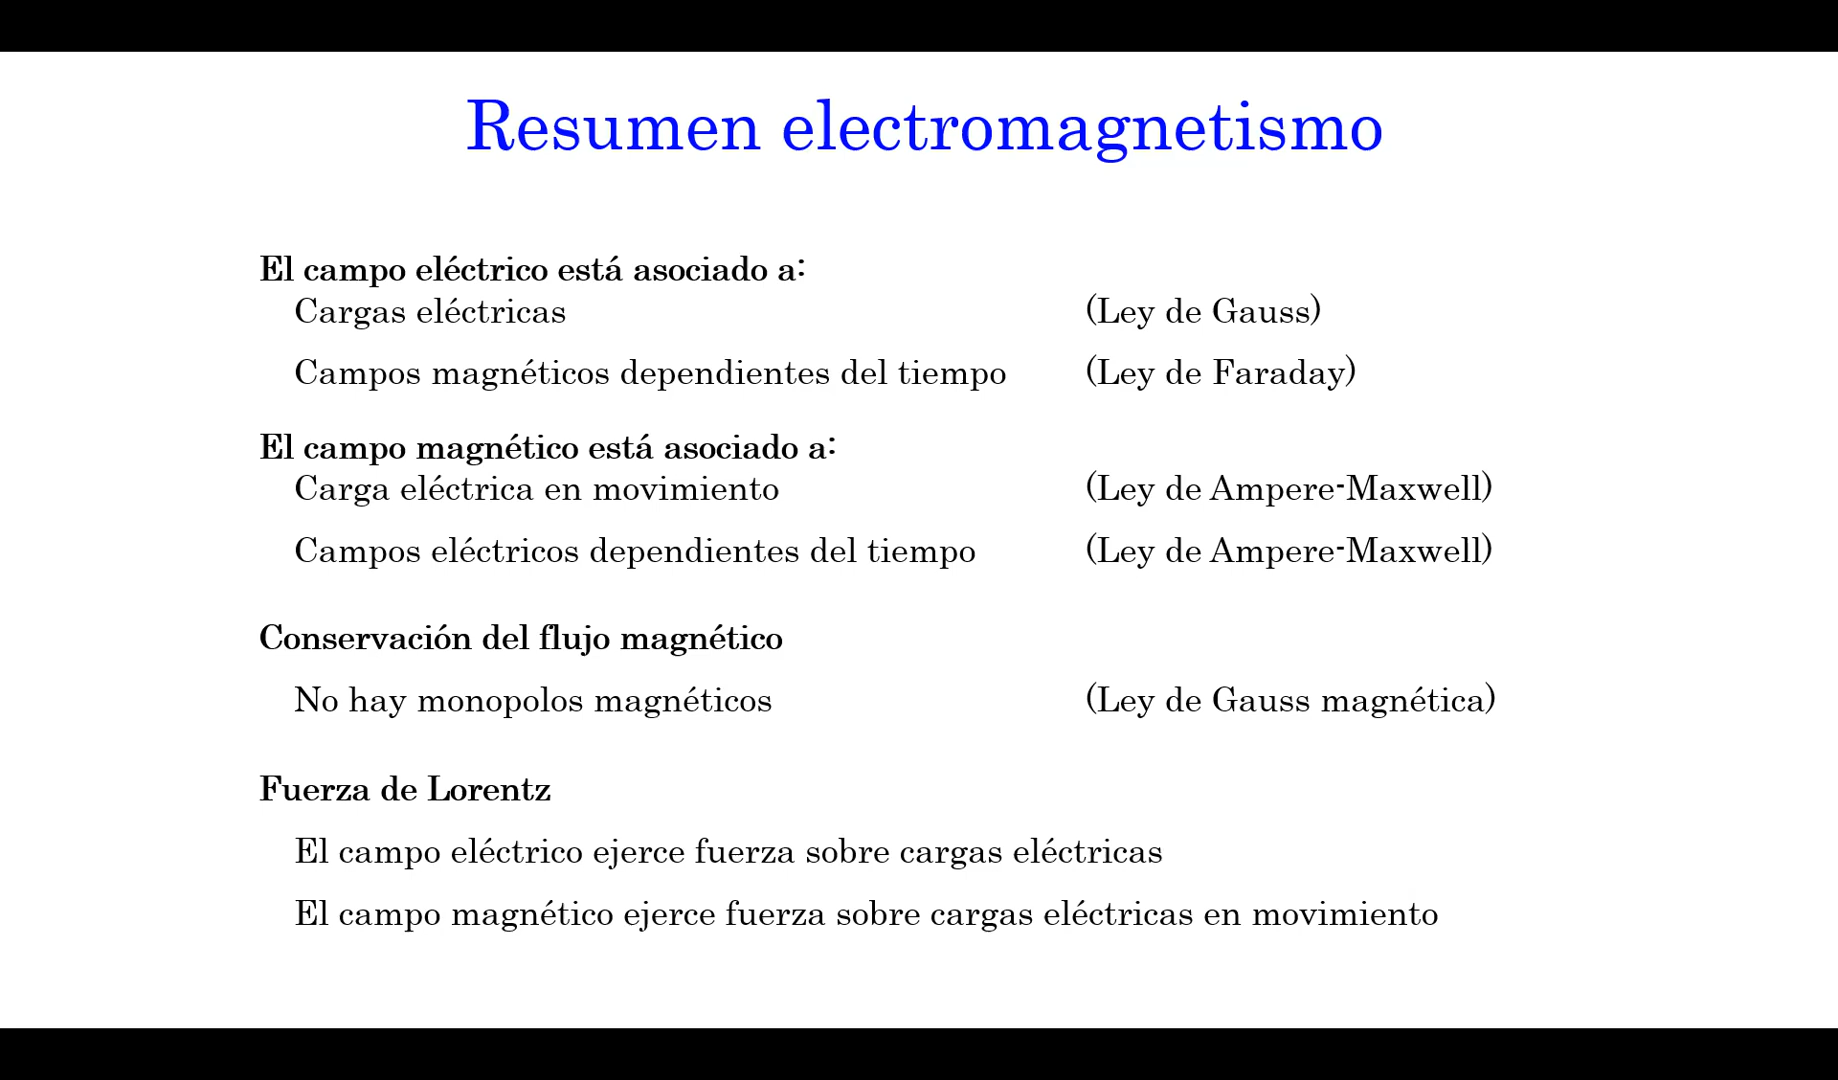 Resumen electromagnetismo
El campo eléctrico está asociado a:
Cargas eléctricas (Ley de Gauss)
Campos magnéticos dependientes del tiempo (Ley de Faraday)
El campo magnético está asociado a:
Carga eléctrica en movimiento (Ley de Ampere-Maxwell)
Campos eléctricos dependientes del tiempo (Ley de Ampere-Maxwell)
Conservación del flujo magnético
No hay monopolos magnéticos (Ley de Gauss magnética)
Fuerza de Lorentz
El campo eléctrico ejerce fuerza sobre cargas eléctricas
El campo magnético ejerce fuerza sobre cargas eléctricas en movimiento